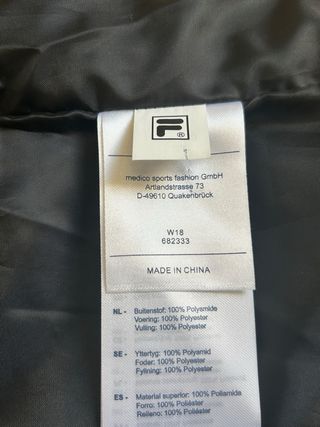 F®
medico sports fashion GmbH
Artlandstrasse 73
D-49610 Quakenbrück
W18
682333
MADE IN CHINA
NL - Buitenstof: 100% Polyamide
Voering: 100% Polyester
Vulling: 100% Polyester
SE - Yttertyg: 100% Polyamid
Foder: 100% Polyester
Fyllning: 100% Polyester
ES - Material superior: 100% Poliamida
Forro: 100% Poliéster
Relleno: 100% Poliéster